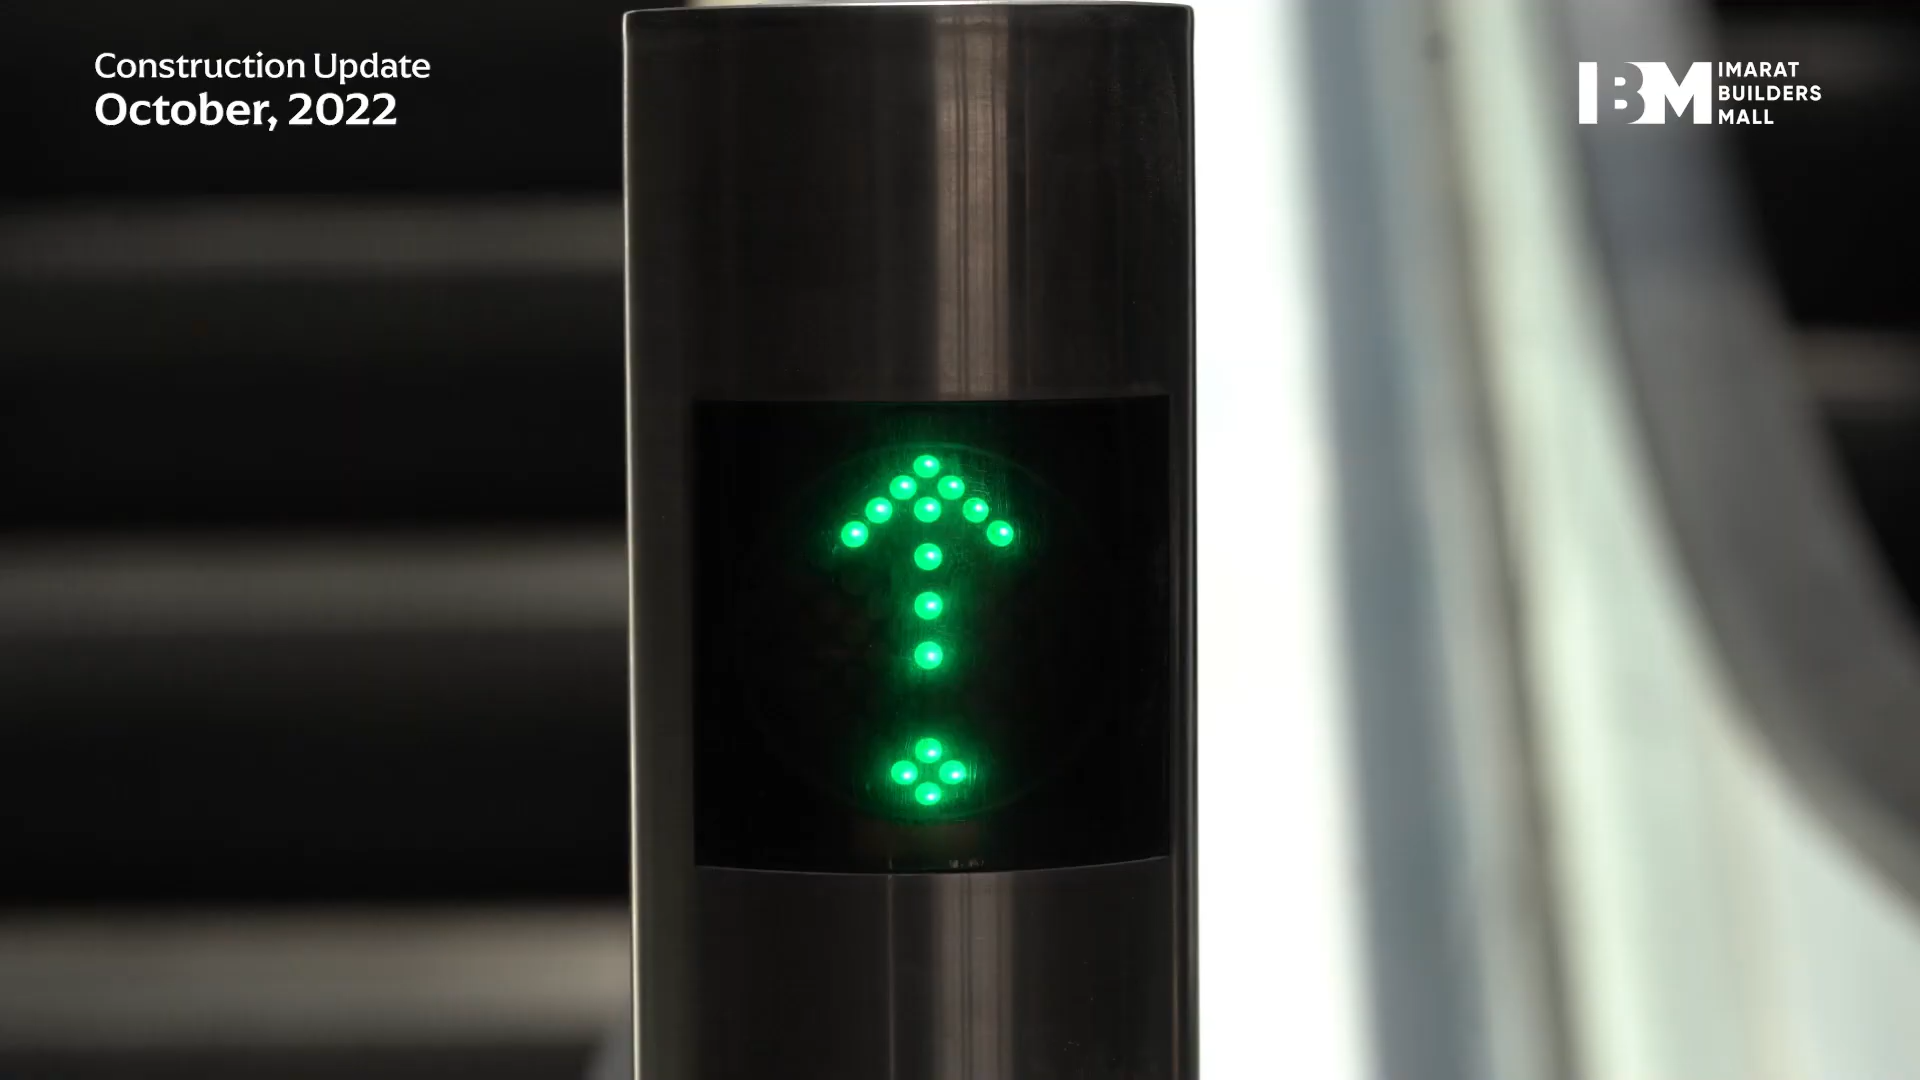 Construction Update
October, 2022
IBM
IMARAT
BUILDERS
MALL